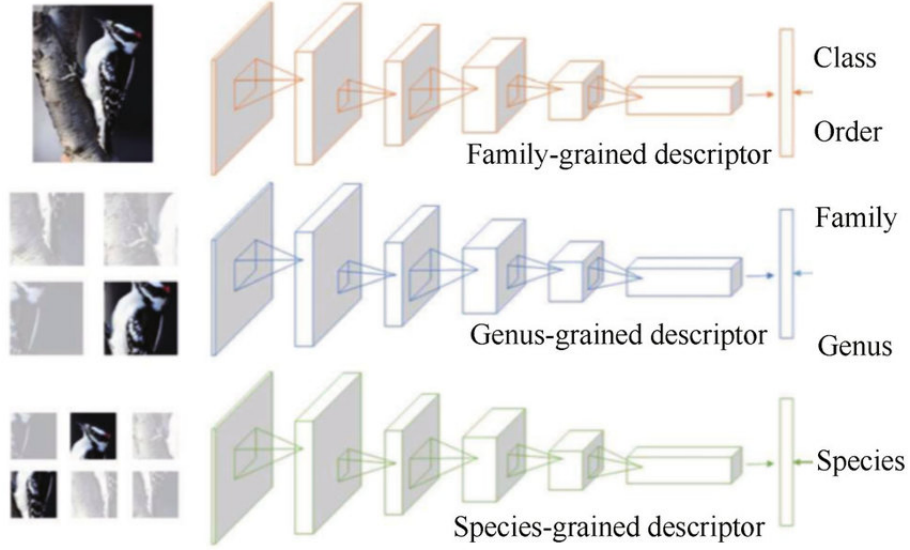 Class
Order
Family-grained descriptor
Family
Genus-grained descriptor
Genus
Species
Species-grained descriptor